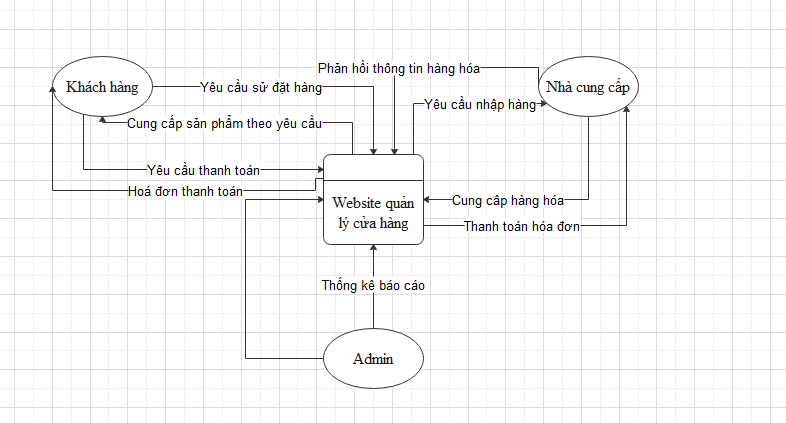 Phản hồi thông tin hàng hóa
Khách hàng
Yêu cầu sử đặt hàng
Nhà cung cấp
Yêu cầu nhập hàng
Cung cấp sản phẩm theo yêu cầu
Yêu cầu thanh toán
Hoá đơn thanh toán
Website quản
lý cửa hàng
Cung câp hàng hóa
Thanh toán hóa đơn
Thống kê báo cáo
Admin